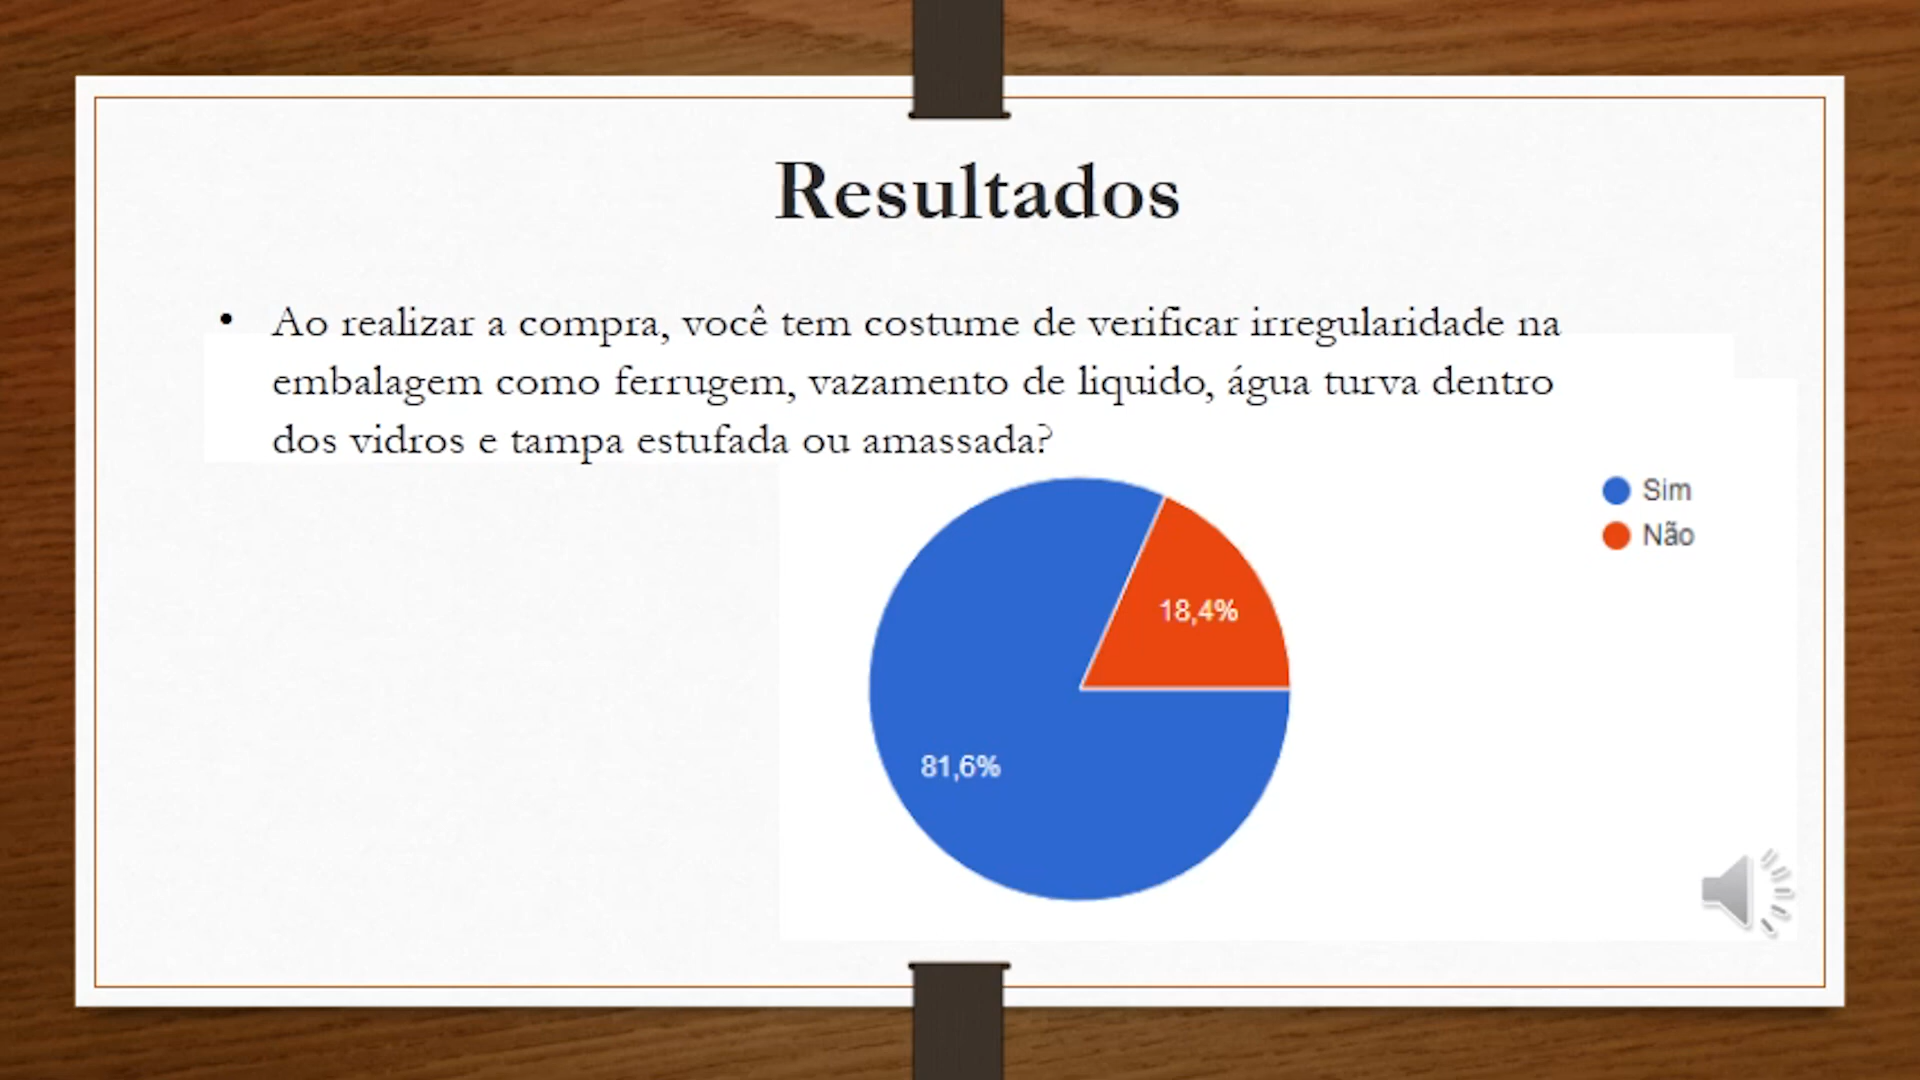 Resultados
• Ao realizar a compra, você tem costume de verificar irregularidade na
embalagem como ferrugem, vazamento de liquido, água turva dentro
dos vidros e tampa estufada ou amassada?
Sim
Não
18,4%
81,6%